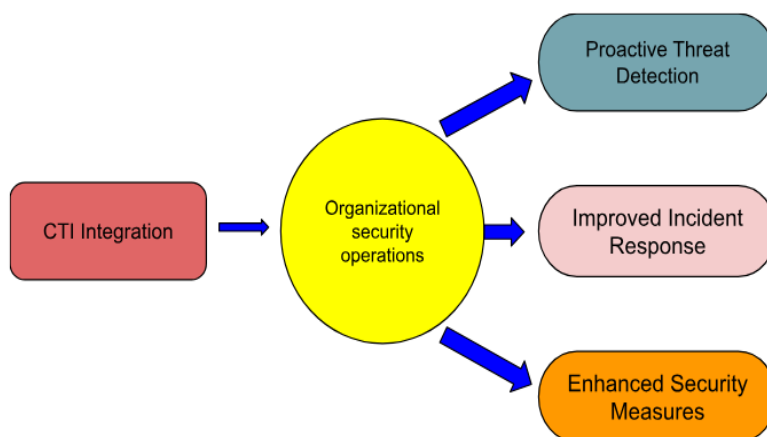 Proactive Threat
Detection
CTI Integration
Organizational
security
operations
Improved Incident
Response
Enhanced Security
Measures